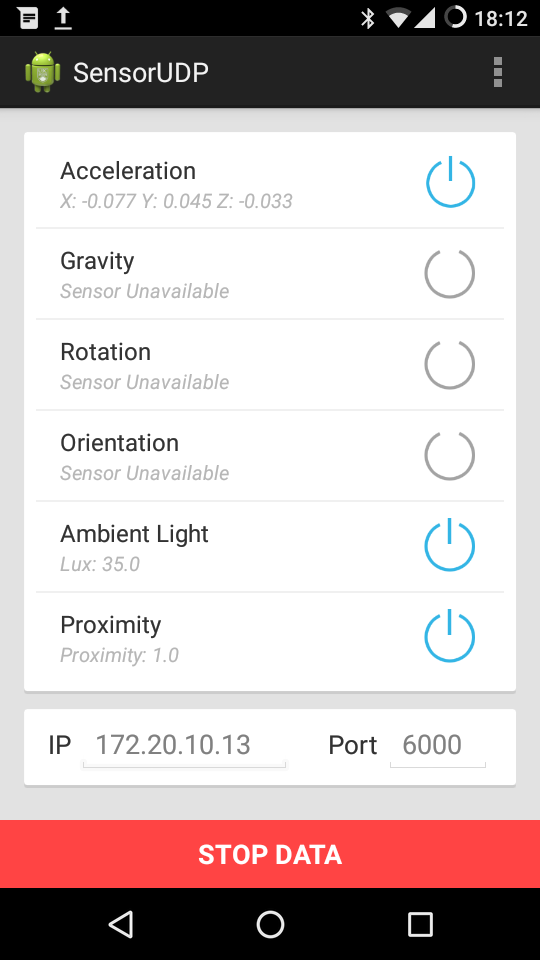 18:12
SensorUDP
Acceleration
X: -0.077 Y: 0.045 Z: -0.033
Gravity
Sensor Unavailable
Rotation
Sensor Unavailable
Orientation
Sensor Unavailable
Ambient Light
Lux: 35.0
Proximity
Proximity: 1.0
IP 172.20.10.13 Port 6000
STOP DATA